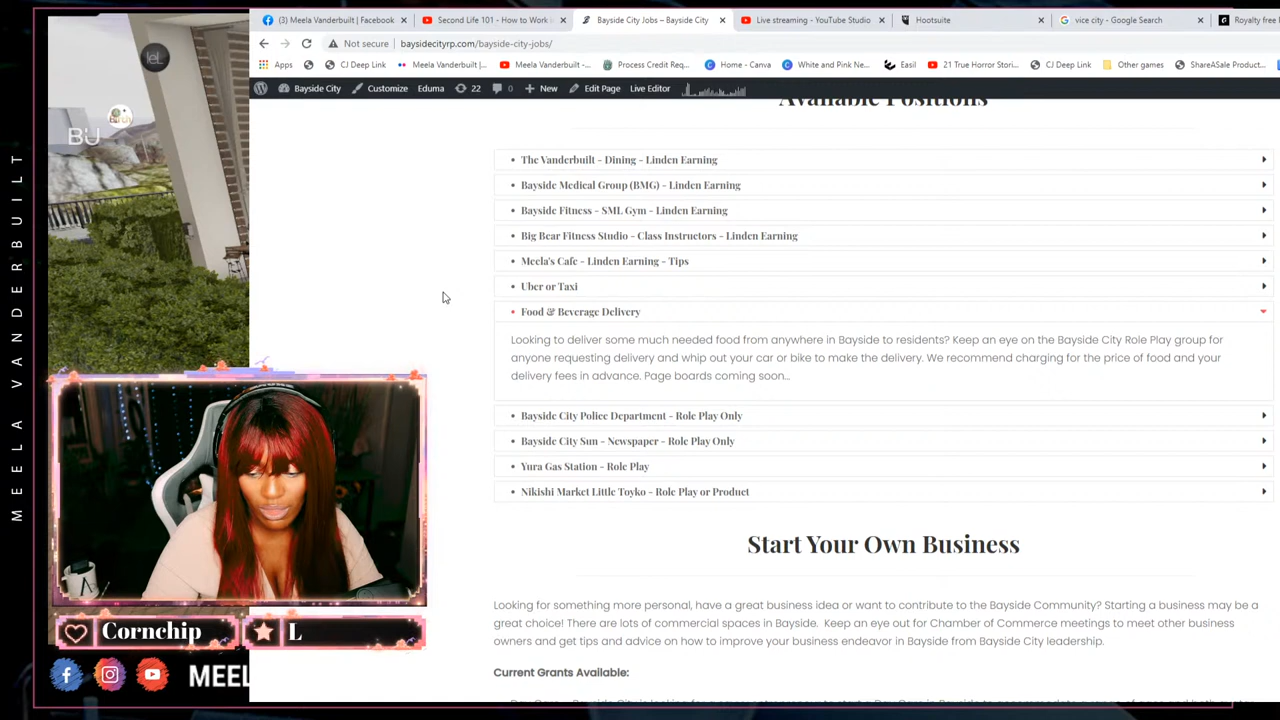 (3) Meela Vanderbuilt | Facebook
Second Life 101 - How to Work in
Bayside City Jobs – Bayside City
Live streaming - YouTube Studio
Hootsuite
vice city - Google Search
Royalty free
Not secure
baysidecityrp.com/bayside-city-jobs/
Apps
CJ Deep Link
Meela Vanderbuilt |...
Meela Vanderbuilt -...
Process Credit Req...
Home - Canva
White and Pink Ne...
Easil
21 True Horror Stori...
CJ Deep Link
Other games
ShareASale Product...
Bayside City
Customize
Eduma
22
0
New
Edit Page
Live Editor
Available Positions
The Vanderbuilt - Dining - Linden Earning
Bayside Medical Group (BMG) - Linden Earning
Bayside Fitness - SML Gym - Linden Earning
Big Bear Fitness Studio - Class Instructors - Linden Earning
Meela's Cafe - Linden Earning - Tips
Uber or Taxi
Food & Beverage Delivery
Looking to deliver some much needed food from anywhere in Bayside to residents? Keep an eye on the Bayside City Role Play group for
anyone requesting delivery and whip out your car or bike to make the delivery. We recommend charging for the price of food and your
delivery fees in advance. Page boards coming soon...
Bayside City Police Department - Role Play Only
Bayside City Sun - Newspaper - Role Play Only
Yura Gas Station - Role Play
Nikishi Market Little Toyko - Role Play or Product
Start Your Own Business
Looking for something more personal, have a great business idea or want to contribute to the Bayside Community? Starting a business may be a
great choice! There are lots of commercial spaces in Bayside. Keep an eye out for Chamber of Commerce meetings to meet other business
owners and get tips and advice on how to improve your business endeavor in Bayside from Bayside City leadership.
Current Grants Available:
MEELA VANDERBUILT
BU
Cornchip
L
MEEL